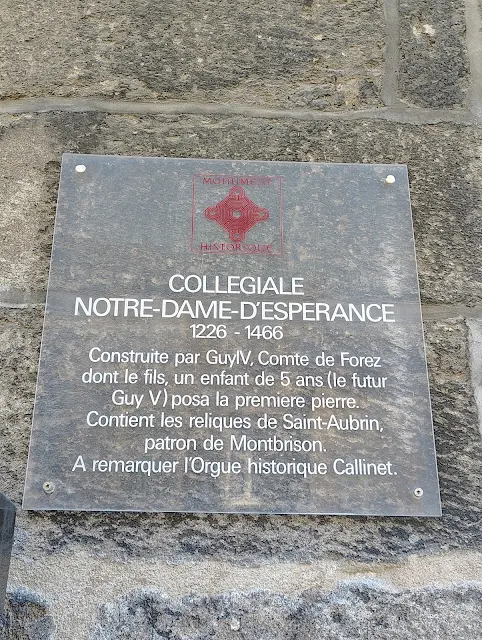 MONUMENT
HISTORIQUE
COLLEGIALE
NOTRE-DAME-D'ESPERANCE
1226 - 1466
Construite par GuyIV, Comte de Forez
dont le fils, un enfant de 5 ans (le futur
Guy V) posa la premiere pierre.
Contient les reliques de Saint-Aubrin,
patron de Montbrison.
A remarquer l'Orgue historique Callinet.